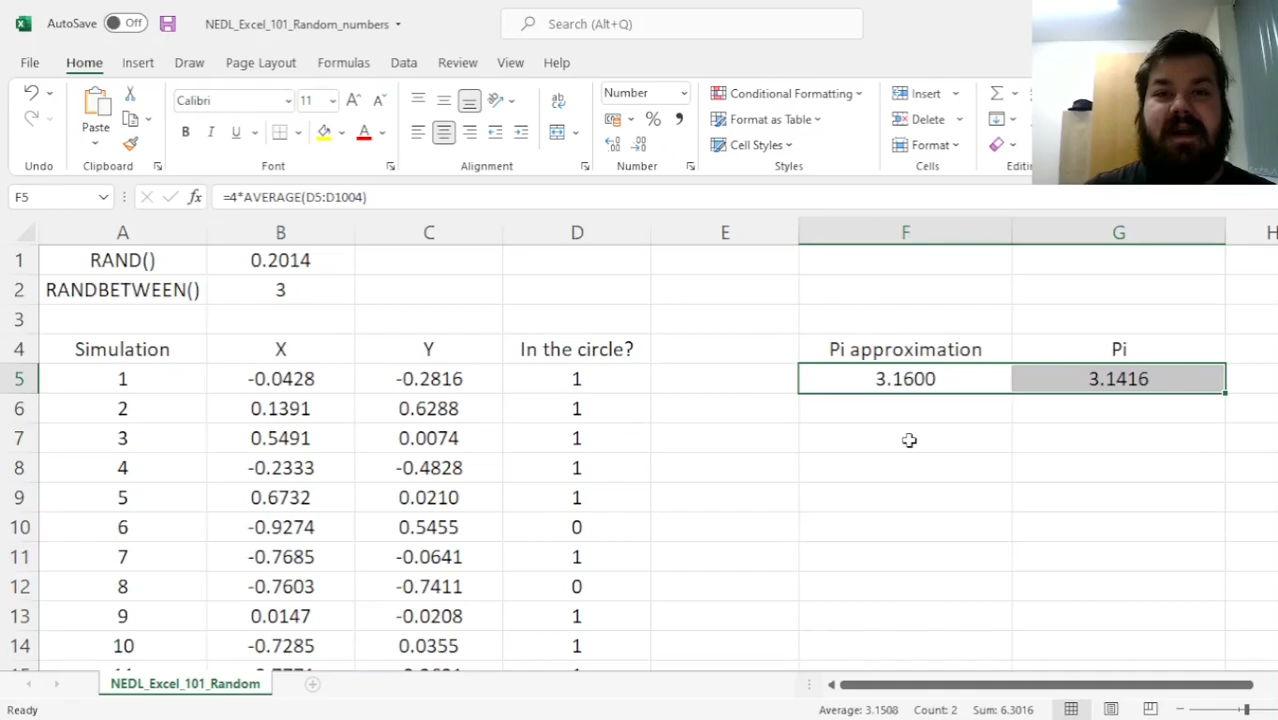 AutoSave Off NEDL_Excel_101_Random_numbers Search (Alt+Q)
File Home Insert Draw Page Layout Formulas Data Review View Help
Calibri 11 Number Conditional Formatting Insert
Paste Format as Table Delete
B I U A Cell Styles Format
Undo Clipboard Font Alignment Number Styles Cells
F5 fx =4*AVERAGE(D5:D1004)
A B C D E F G H
1 RAND() 0.2014
2 RANDBETWEEN() 3
3
4 Simulation X Y In the circle? Pi approximation Pi
5 1 -0.0428 -0.2816 1 3.1600 3.1416
6 2 0.1391 0.6288 1
7 3 0.5491 0.0074 1
8 4 -0.2333 -0.4828 1
9 5 0.6732 0.0210 1
10 6 -0.9274 0.5455 0
11 7 -0.7685 -0.0641 1
12 8 -0.7603 -0.7411 0
13 9 0.0147 -0.0208 1
14 10 -0.7285 0.0355 1
NEDL_Excel_101_Random
Ready Average: 3.1508 Count: 2 Sum: 6.3016